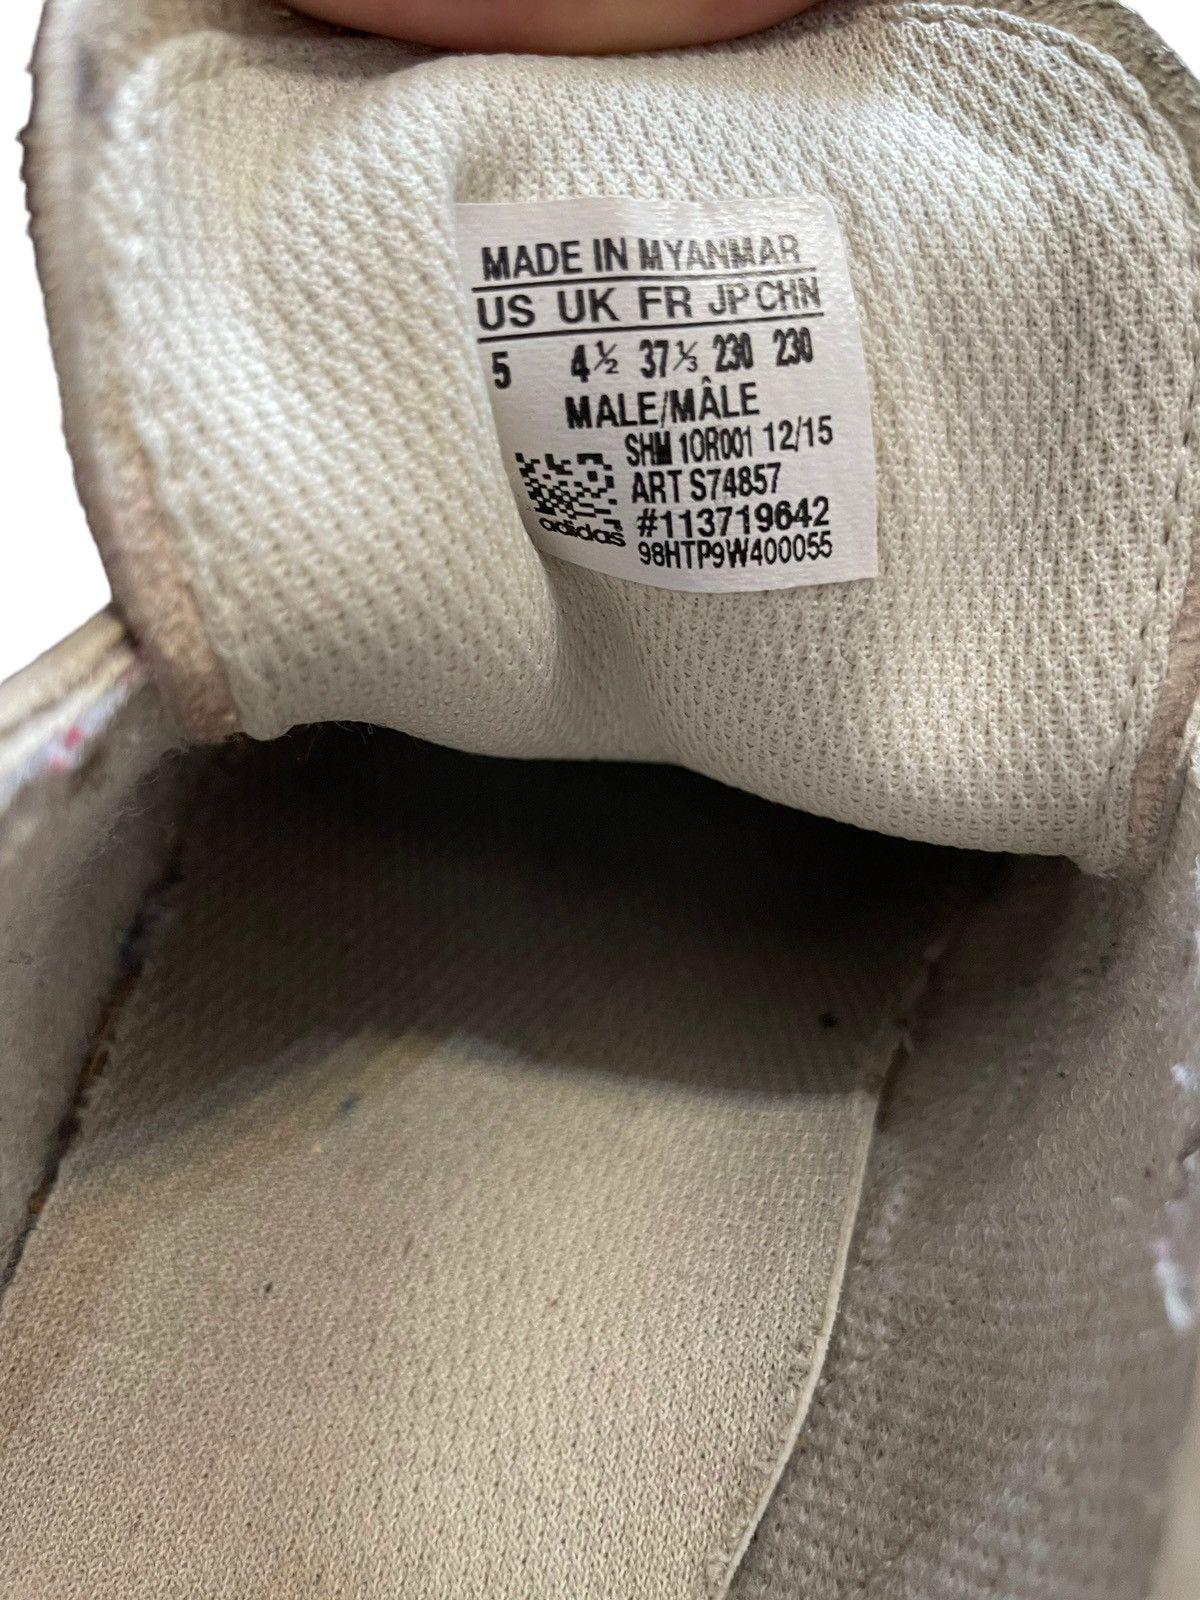 MADE IN MYANMAR
US UK FR JP CHN
5 4½ 37⅓ 230 230
MALE/MÂLE
SHM 1OR001 12/15
ART S74857
#113719642
98HTP9W400055
adidas